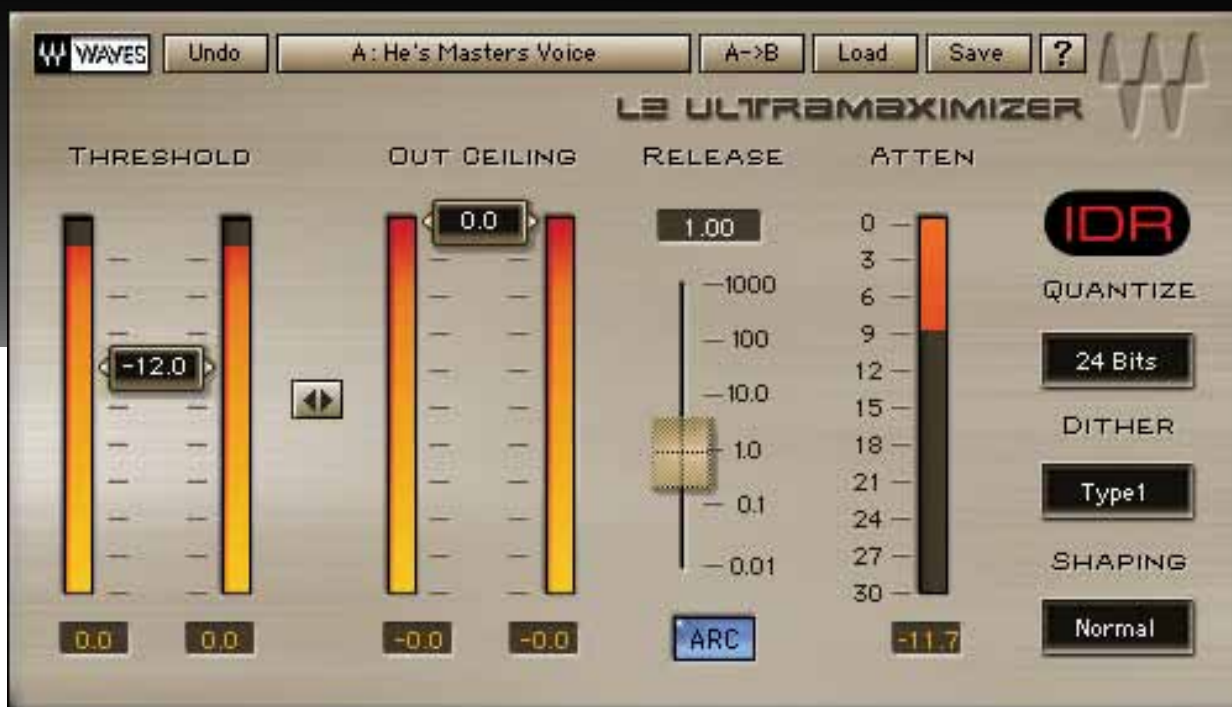 WAVES Undo A: He's Masters Voice A->B Load Save ?
L2 ULTRAMAXIMIZER
THRESHOLD OUT CEILING RELEASE ATTEN
0.0 1.00 0 IDR
1000 3
6 QUANTIZE
100 9
-12.0 12 24 Bits
10.0 15
DITHER
1.0 18
21 Type1
0.1 24
27 SHAPING
0.01 30
0.0 0.0 -0.0 -0.0 ARC -11.7 Normal